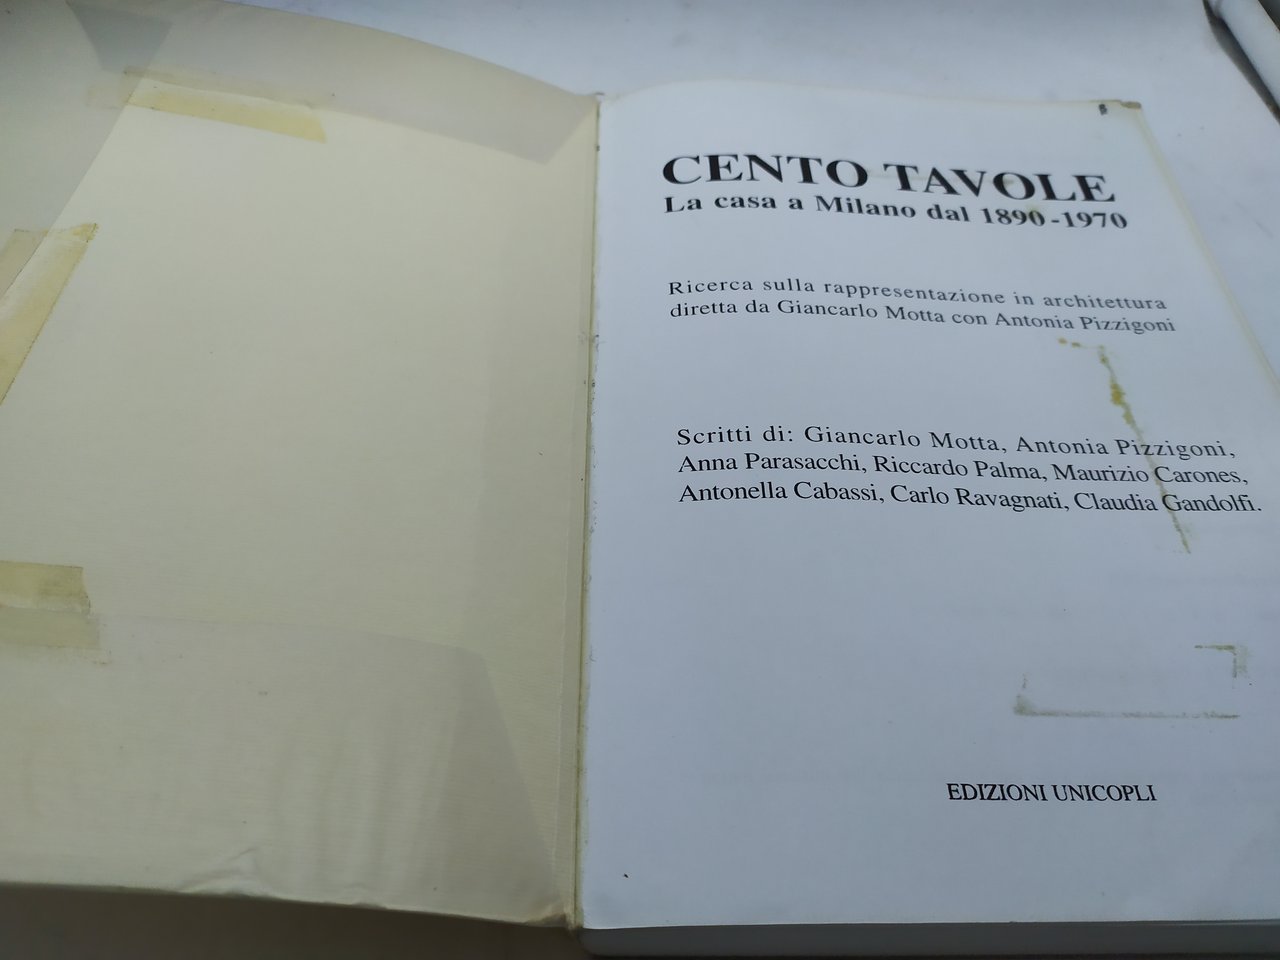 CENTO TAVOLE
La casa a Milano dal 1890-1970
Ricerca sulla rappresentazione in architettura
diretta da Giancarlo Motta con Antonia Pizzigoni
Scritti di: Giancarlo Motta, Antonia Pizzigoni,
Anna Parasacchi, Riccardo Palma, Maurizio Carones,
Antonella Cabassi, Carlo Ravagnati, Claudia Gandolfi.
EDIZIONI UNICOPLI